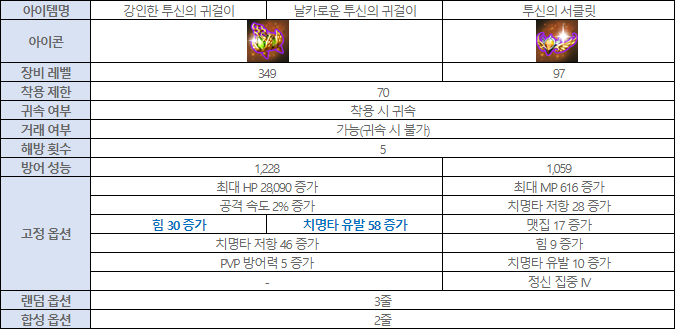 아이템명 강인한 투신의 귀걸이 날카로운 투신의 귀걸이 투신의 서클릿
아이콘
장비 레벨 349 97
착용 제한 70
귀속 여부 착용 시 귀속
거래 여부 가능(귀속 시 불가)
해방 횟수 5
방어 성능 1,228 1,059
고정 옵션
최대 HP 28,090 증가 최대 MP 616 증가
공격 속도 2% 증가 치명타 저항 28 증가
힘 30 증가 치명타 유발 58 증가 맷집 17 증가
치명타 저항 46 증가 힘 9 증가
PVP 방어력 5 증가 치명타 유발 10 증가
- 정신 집중 Ⅳ
랜덤 옵션 3줄
합성 옵션 2줄